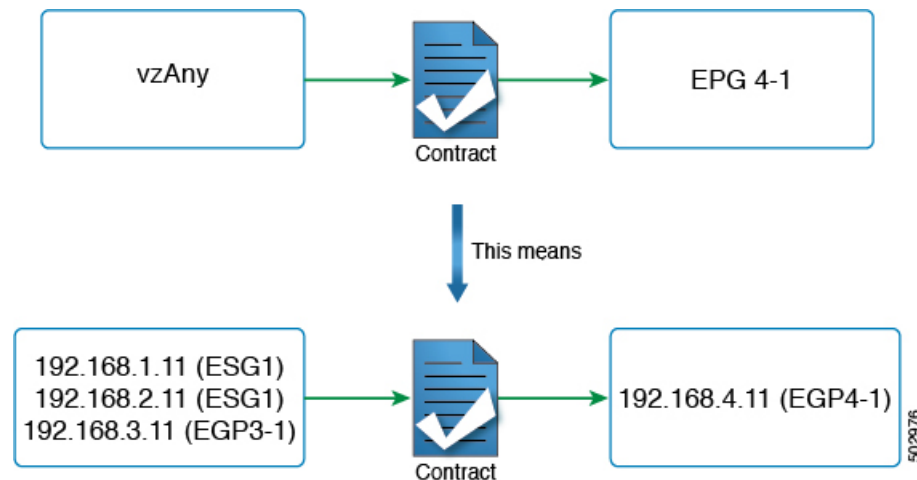 vzAny
Contract
EPG 4-1
This means
192.168.1.11 (ESG1)
192.168.2.11 (ESG1)
192.168.3.11 (EGP3-1)
Contract
192.168.4.11 (EGP4-1)
502976